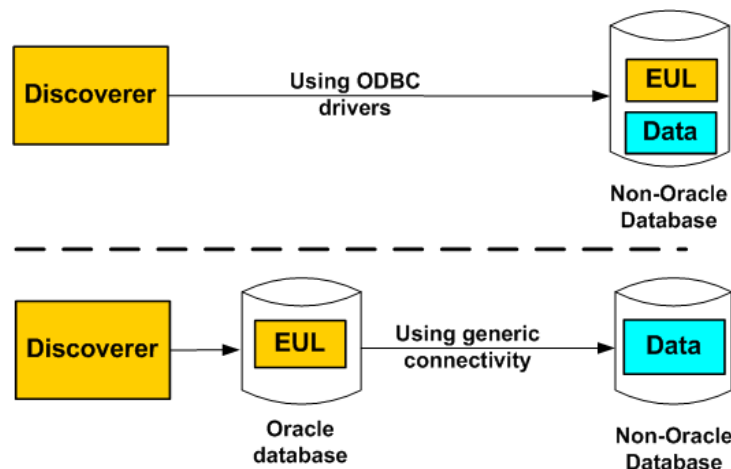 Discoverer
Using ODBC
drivers
EUL
Data
Non-Oracle
Database
Discoverer
EUL
Using generic
connectivity
Data
Oracle
database
Non-Oracle
Database